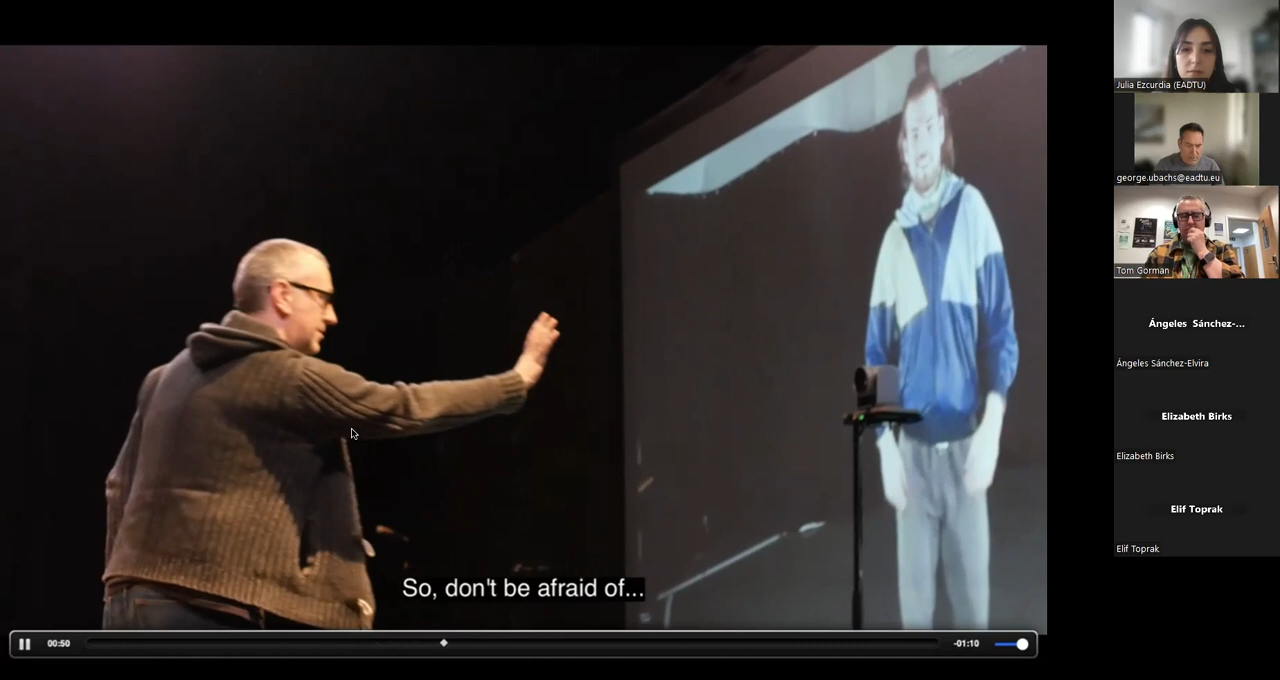 So, don't be afraid of...
00:50
-01:10
Julia Ezcurdia (EADTU)
george.ubachs@eadtu.eu
Tom Gorman
Ángeles Sánchez-...
Ángeles Sánchez-Elvira
Elizabeth Birks
Elizabeth Birks
Elif Toprak
Elif Toprak